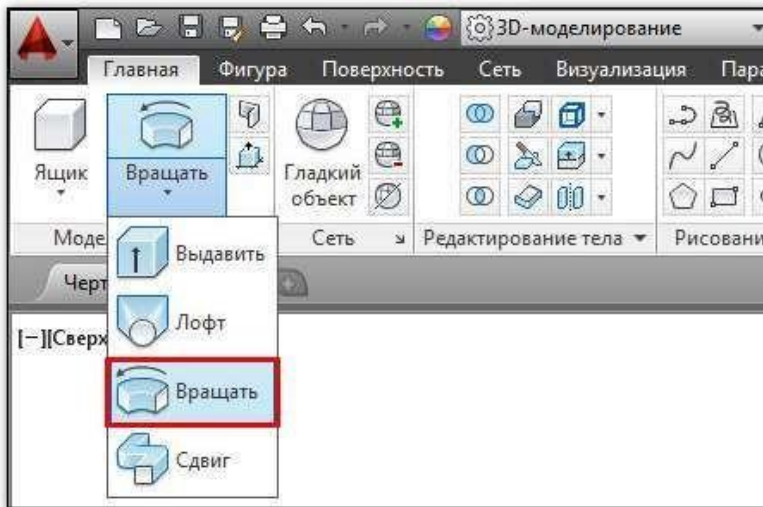 3D-моделирование
Главная Фигура Поверхность Сеть Визуализация Пара
Ящик Вращать Гладкий объект
Моде Сеть Редактирование тела Рисовани
Выдавить
Черт
Лофт
[−][Сверх
Вращать
Сдвиг